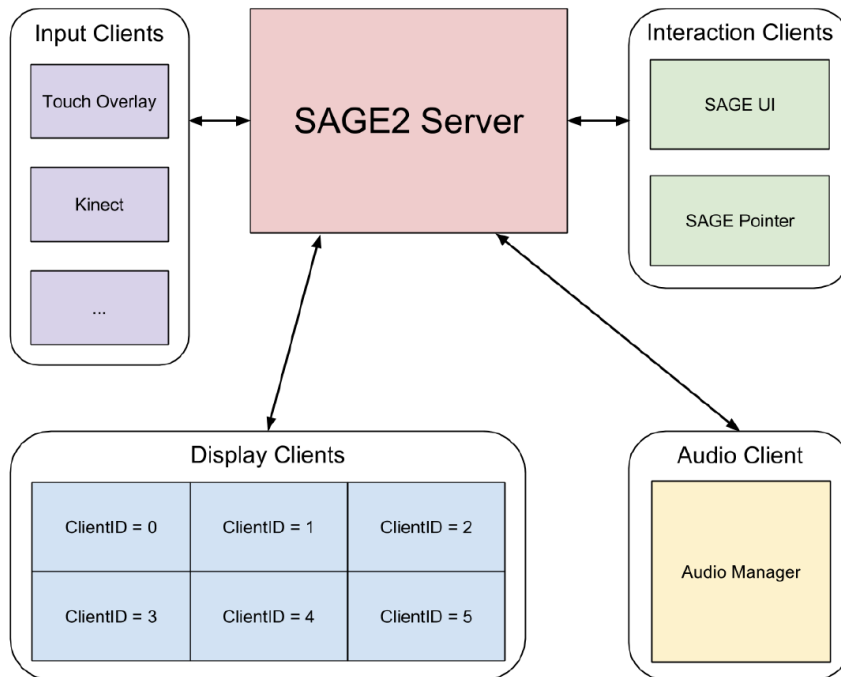 Input Clients
Touch Overlay
Kinect
...
SAGE2 Server
Interaction Clients
SAGE UI
SAGE Pointer
Display Clients
ClientID = 0
ClientID = 1
ClientID = 2
ClientID = 3
ClientID = 4
ClientID = 5
Audio Client
Audio Manager